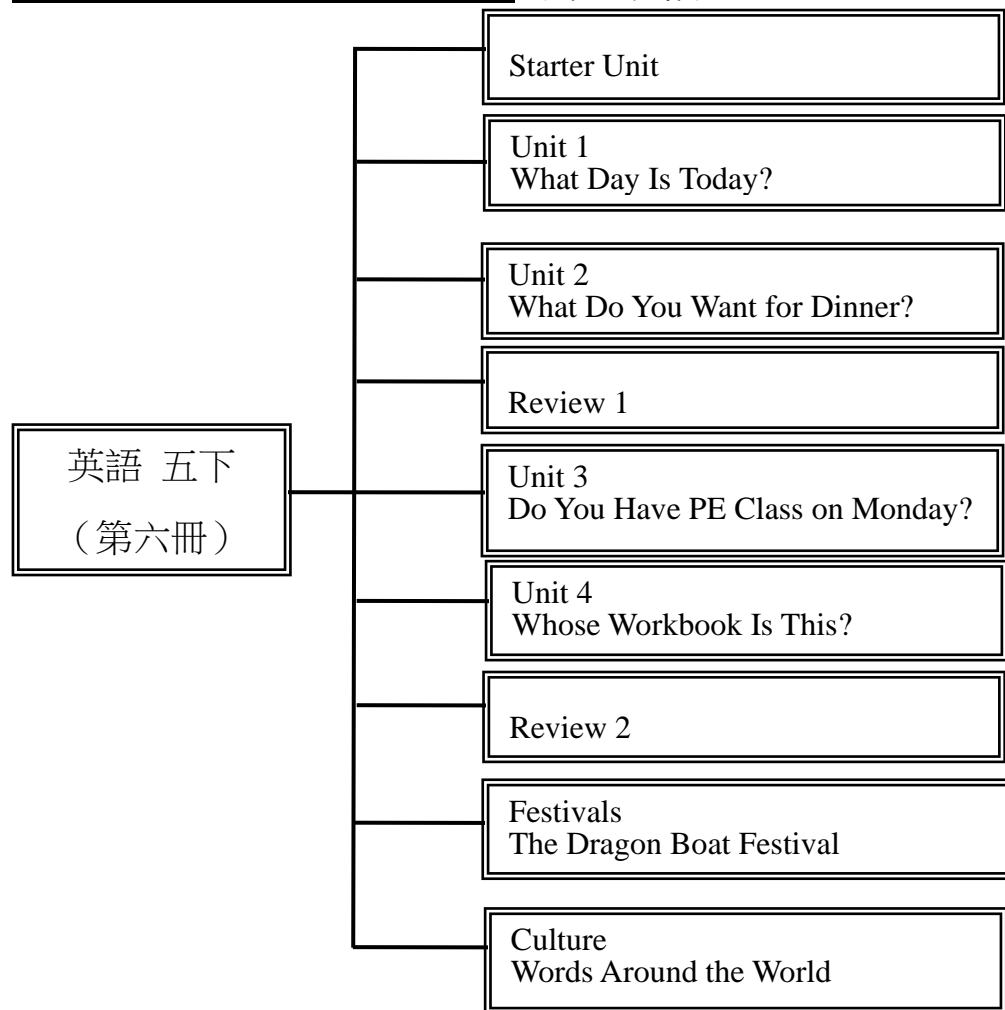 Starter Unit
Unit 1
What Day Is Today?
Unit 2
What Do You Want for Dinner?
Review 1
英語 五下
（第六冊）
Unit 3
Do You Have PE Class on Monday?
Unit 4
Whose Workbook Is This?
Review 2
Festivals
The Dragon Boat Festival
Culture
Words Around the World